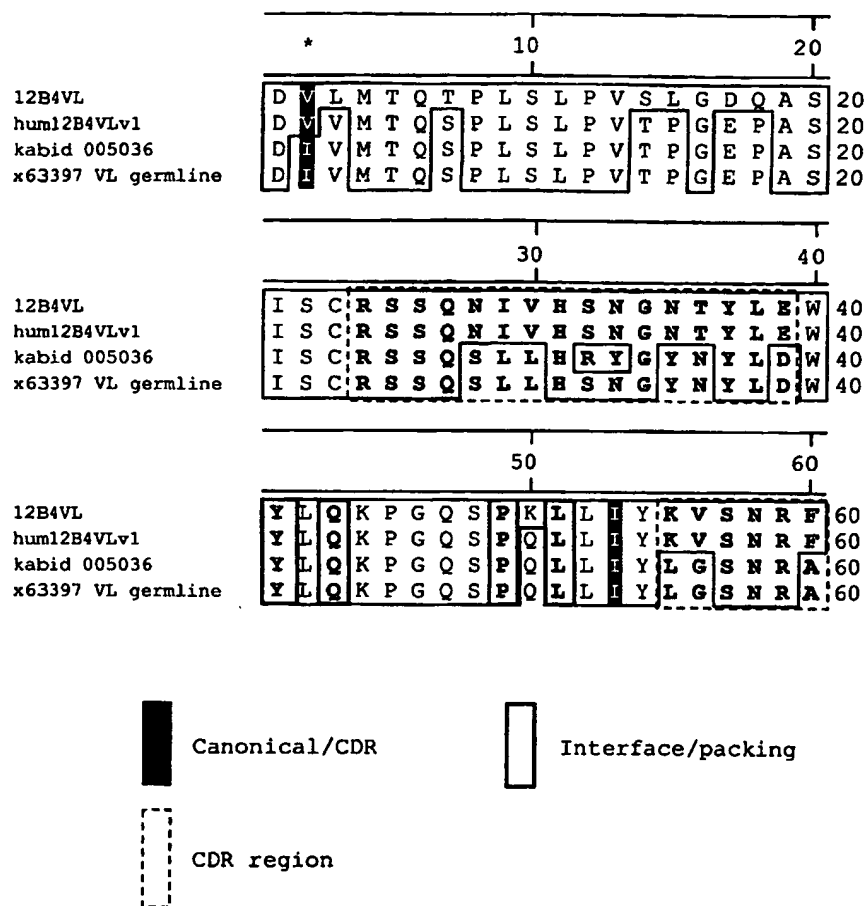 * 10 20
12B4VL D V L M T Q T P L S L P V S L G D Q A S 20
hum12B4VLv1 D V V M T Q S P L S L P V T P G E P A S 20
kabid 005036 D I V M T Q S P L S L P V T P G E P A S 20
x63397 VL germline D I V M T Q S P L S L P V T P G E P A S 20
30 40
12B4VL I S C R S S Q N I V H S N G N T Y L E W 40
hum12B4VLv1 I S C R S S Q N I V H S N G N T Y L E W 40
kabid 005036 I S C R S S Q S L L H R Y G Y N Y L D W 40
x63397 VL germline I S C R S S Q S L L H S N G Y N Y L D W 40
50 60
12B4VL Y L Q K P G Q S P K L L I Y K V S N R F 60
hum12B4VLv1 Y L Q K P G Q S P Q L L I Y K V S N R F 60
kabid 005036 Y L Q K P G Q S P Q L L I Y L G S N R A 60
x63397 VL germline Y L Q K P G Q S P Q L L I Y L G S N R A 60
Canonical/CDR Interface/packing
CDR region